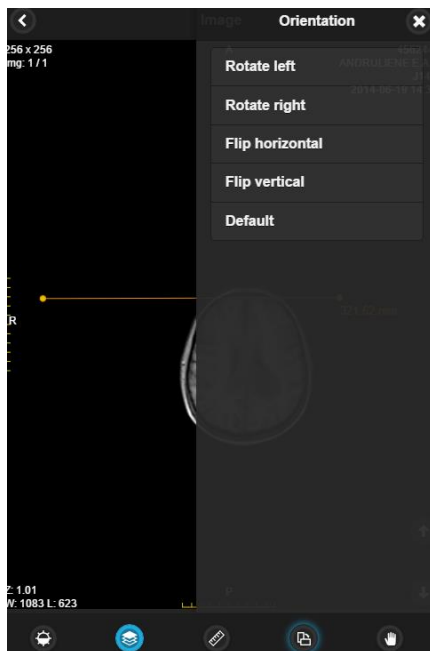 Image Orientation
256 x 256
mg: 1 / 1
A
Rotate left
Rotate right
Flip horizontal
Flip vertical
Default
R
Z: 1.01
W: 1083 L: 623